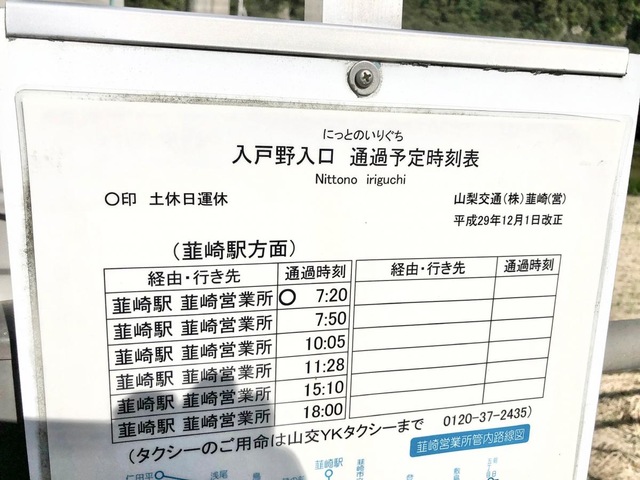 にっとのいりぐち
入戸野入口 通過予定時刻表
Nittono iriguchi
〇印 土休日運休
山梨交通(株)韮崎(営)
平成29年12月1日改正
(韮崎駅方面)
経由・行き先 通過時刻 経由・行き先 通過時刻
韮崎駅 韮崎営業所 〇 7:20
韮崎駅 韮崎営業所 7:50
韮崎駅 韮崎営業所 10:05
韮崎駅 韮崎営業所 11:28
韮崎駅 韮崎営業所 15:10
韮崎駅 韮崎営業所 18:00
(タクシーのご用命は山交YKタクシーまで 0120-37-2435)
韮崎営業所管内路線図
仁田平 浅尾 韮崎駅